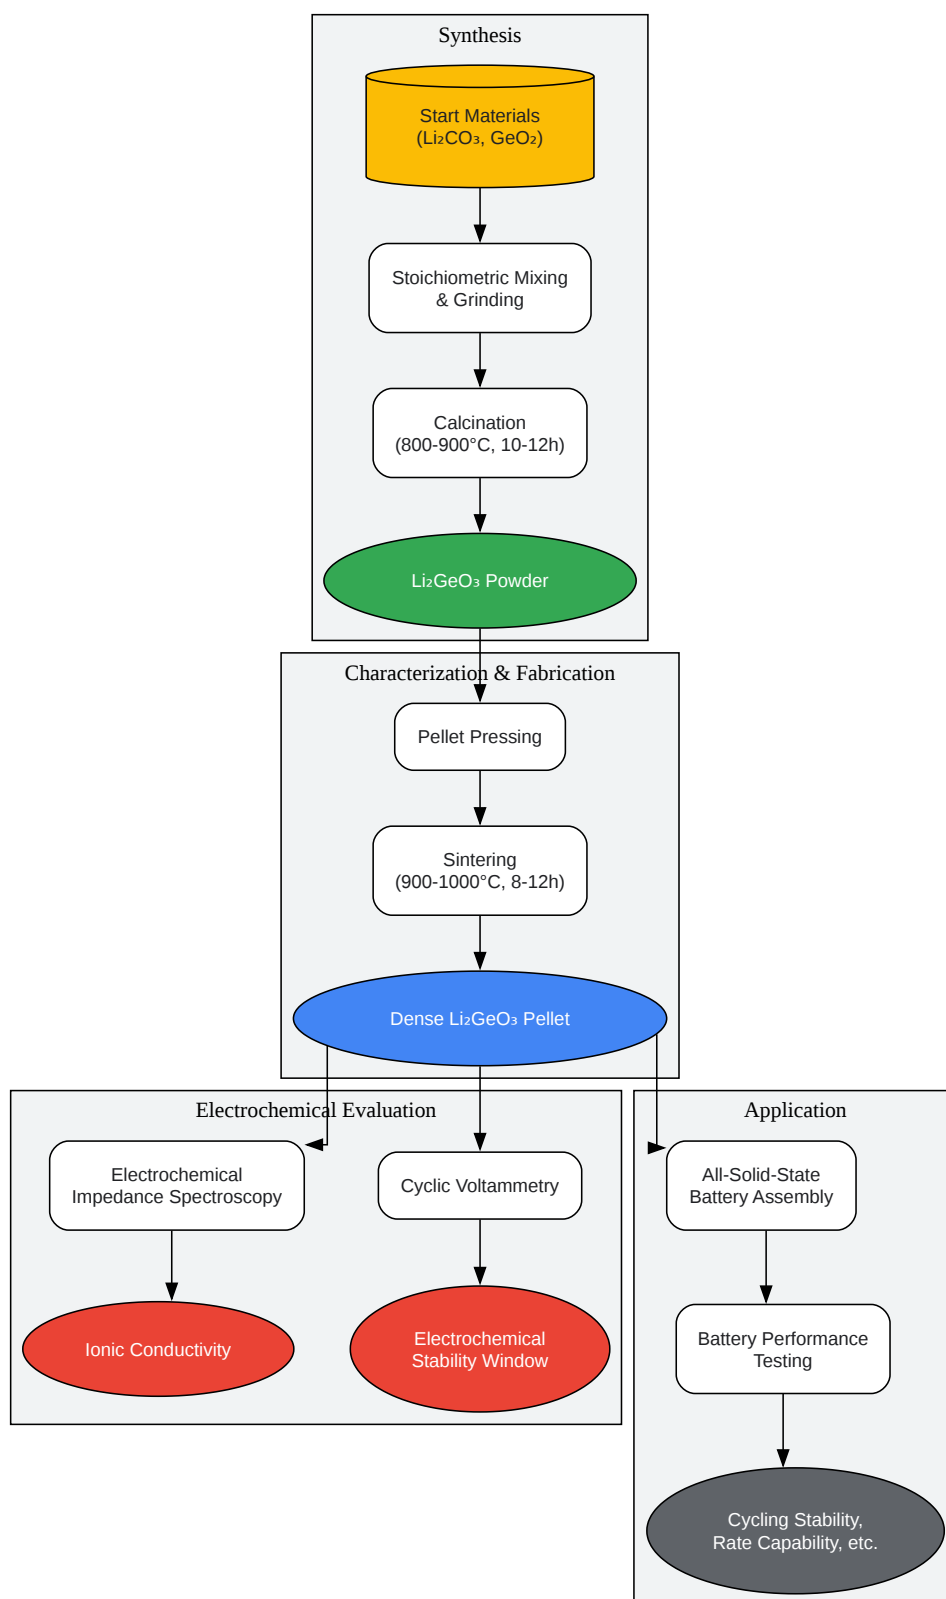 Synthesis
Start Materials
(Li₂CO₃, GeO₂)
Stoichiometric Mixing
& Grinding
Calcination
(800-900°C, 10-12h)
Li₂GeO₃ Powder
Characterization & Fabrication
Pellet Pressing
Sintering
(900-1000°C, 8-12h)
Dense Li₂GeO₃ Pellet
Electrochemical Evaluation
Electrochemical
Impedance Spectroscopy
Cyclic Voltammetry
Ionic Conductivity
Electrochemical
Stability Window
Application
All-Solid-State
Battery Assembly
Battery Performance
Testing
Cycling Stability,
Rate Capability, etc.